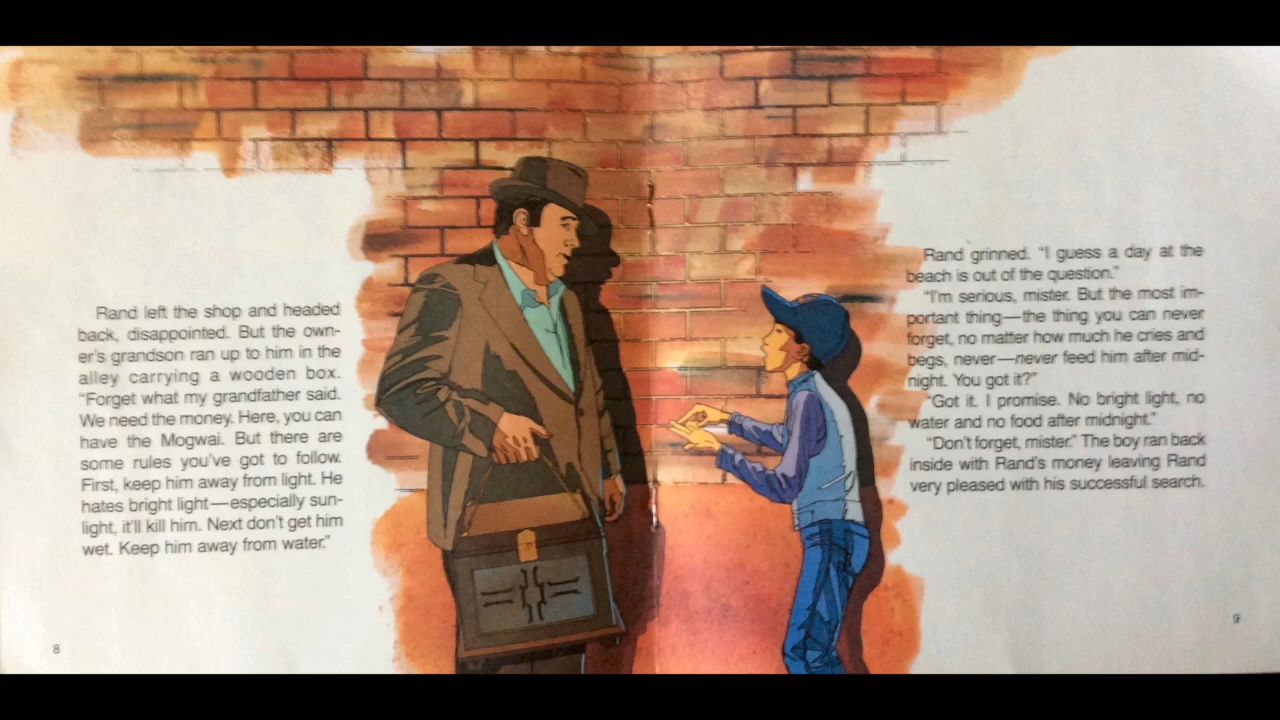 Rand left the shop and headed
back, disappointed. But the own-
er's grandson ran up to him in the
alley carrying a wooden box.
"Forget what my grandfather said.
We need the money. Here, you can
have the Mogwai. But there are
some rules you've got to follow.
First, keep him away from light. He
hates bright light—especially sun-
light, it'll kill him. Next don't get him
wet. Keep him away from water."
8
Rand grinned. "I guess a day at the
beach is out of the question."
"I'm serious, mister. But the most im-
portant thing—the thing you can never
forget, no matter how much he cries and
begs, never—never feed him after mid-
night. You got it?"
"Got it. I promise. No bright light, no
water and no food after midnight."
"Don't forget, mister." The boy ran back
inside with Rand's money leaving Rand
very pleased with his successful search.
9